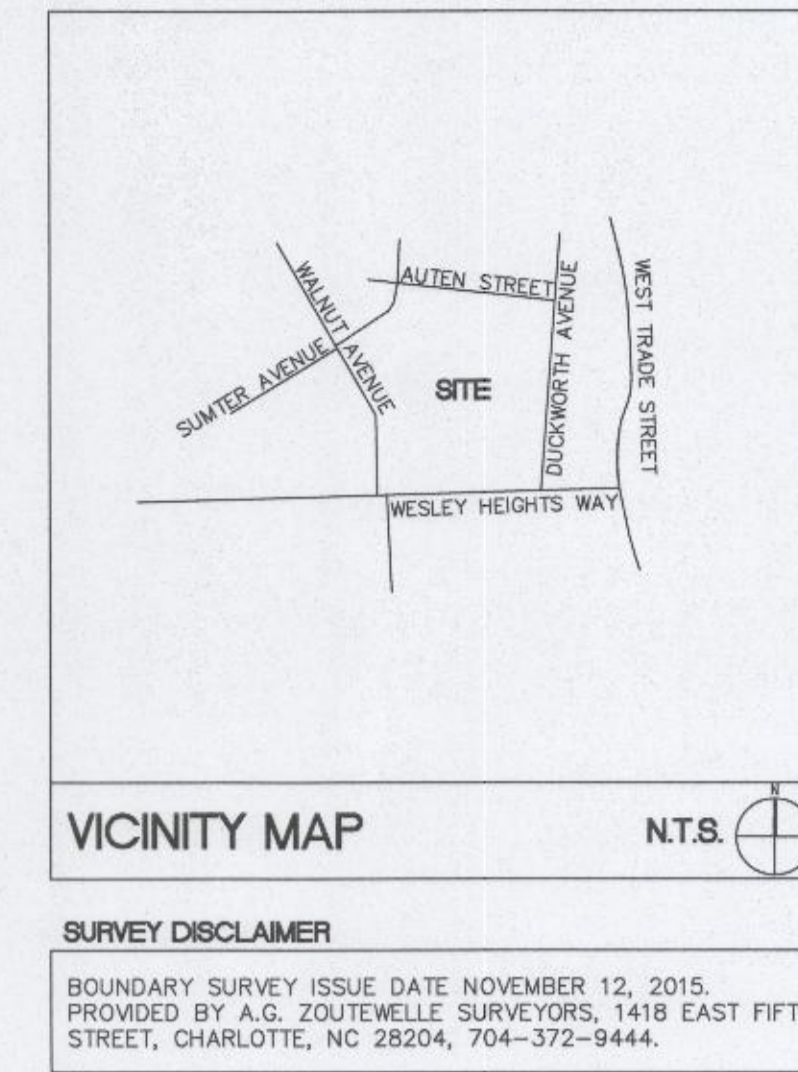 WALNUT AVENUE
AUTEN STREET
SUMTER AVENUE
SITE
DUCKWORTH AVENUE
WEST TRADE STREET
WESLEY HEIGHTS WAY
VICINITY MAP
N.T.S.
N
SURVEY DISCLAIMER
BOUNDARY SURVEY ISSUE DATE NOVEMBER 12, 2015.
PROVIDED BY A.G. ZOUTEWELLE SURVEYORS, 1418 EAST FIFT
STREET, CHARLOTTE, NC 28204, 704-372-9444.